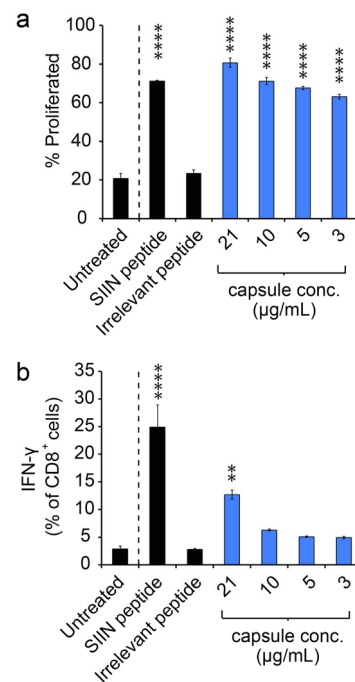 a
% Proliferated
100
80
60
40
20
0
****
****
****
****
****
Untreated
SIIN peptide
Irrelevant peptide
21
10
5
3
capsule conc.
(µg/mL)
b
IFN-γ
(% of CD8⁺ cells)
35
30
25
20
15
10
5
0
****
**
Untreated
SIIN peptide
Irrelevant peptide
21
10
5
3
capsule conc.
(µg/mL)